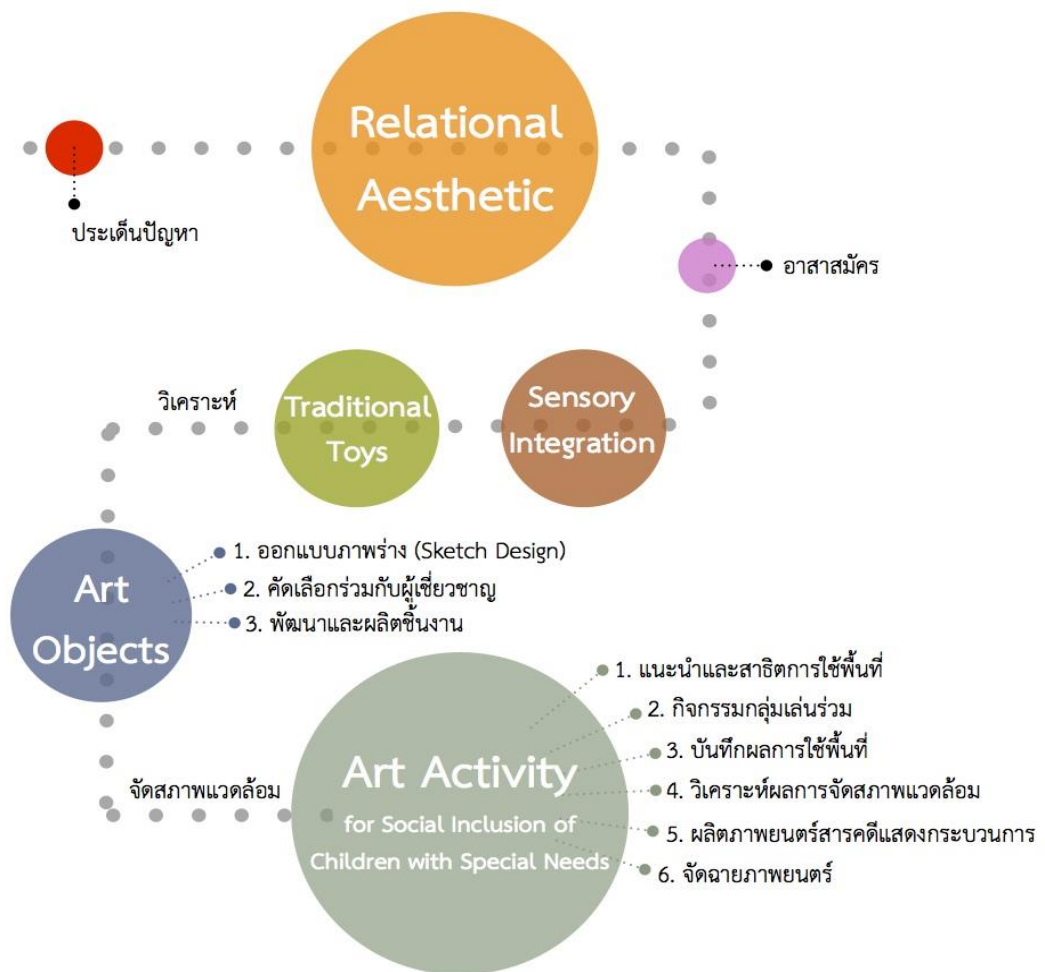 Relational
Aesthetic
ประเด็นปัญหา
อาสาสมัคร
Sensory
Integration
Traditional
Toys
วิเคราะห์
Art
Objects
1. ออกแบบภาพร่าง (Sketch Design)
2. คัดเลือกร่วมกับผู้เชี่ยวชาญ
3. พัฒนาและผลิตชิ้นงาน
จัดสภาพแวดล้อม
Art Activity
for Social Inclusion of
Children with Special Needs
1. แนะนำและสาธิตการใช้พื้นที่
2. กิจกรรมกลุ่มเล่นร่วม
3. บันทึกผลการใช้พื้นที่
4. วิเคราะห์ผลการจัดสภาพแวดล้อม
5. ผลิตภาพยนตร์สารคดีแสดงกระบวนการ
6. จัดฉายภาพยนตร์